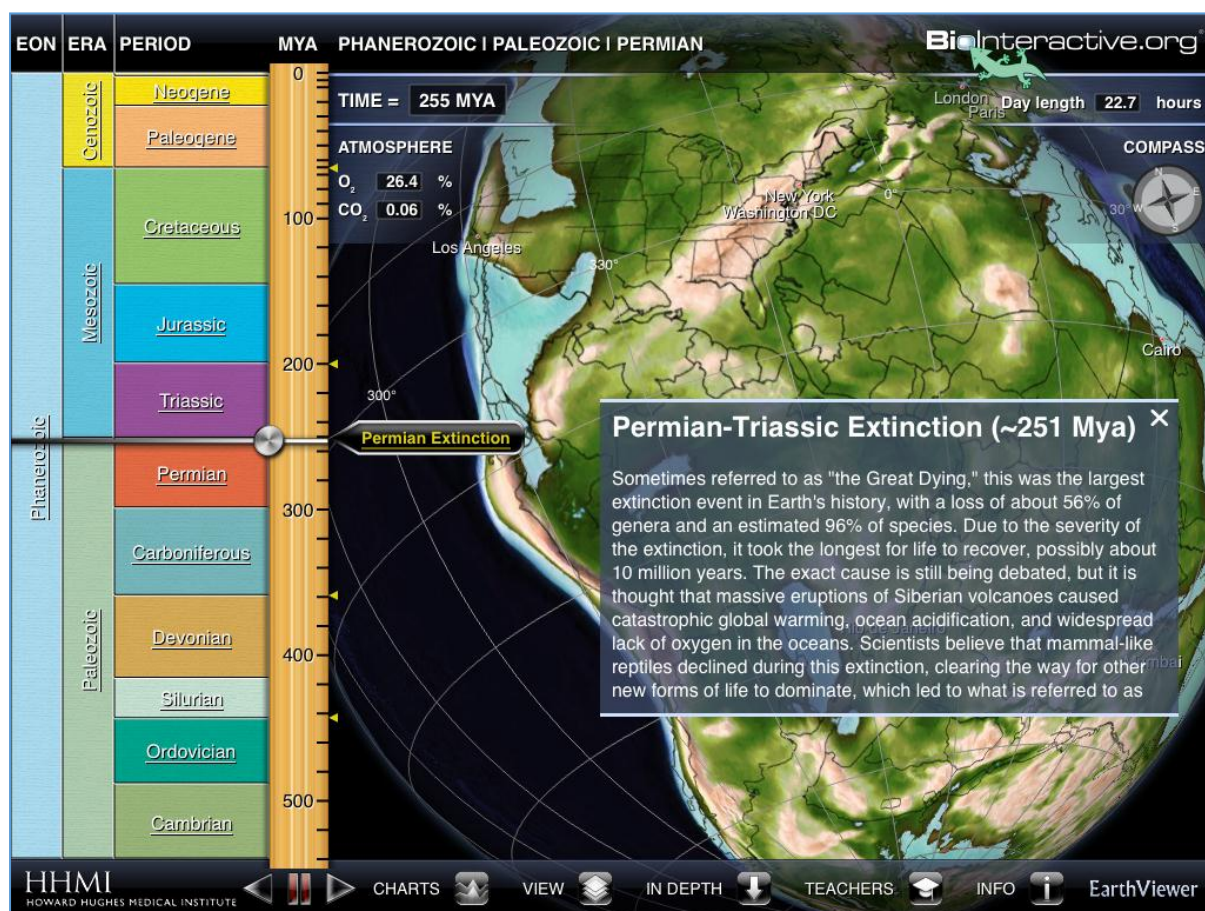 EON ERA PERIOD MYA PHANEROZOIC I PALEOZOIC I PERMIAN BioInteractive.org
TIME = 255 MYA
London
Paris
Day length 22.7 hours
ATMOSPHERE
O2 26.4 %
CO2 0.06 %
COMPASS
N
E
S
W
Phanerozoic
Cenozoic
Mesozoic
Paleozoic
Neogene
Paleogene
Cretaceous
Jurassic
Triassic
Permian
Carboniferous
Devonian
Silurian
Ordovician
Cambrian
0
100
200
300
400
500
New York
Washington DC
Los Angeles
0°
30°
330°
300°
Cairo
Permian Extinction
Permian-Triassic Extinction (~251 Mya) ×
Sometimes referred to as "the Great Dying," this was the largest
extinction event in Earth's history, with a loss of about 56% of
genera and an estimated 96% of species. Due to the severity of
the extinction, it took the longest for life to recover, possibly about
10 million years. The exact cause is still being debated, but it is
thought that massive eruptions of Siberian volcanoes caused
catastrophic global warming, ocean acidification, and widespread
lack of oxygen in the oceans. Scientists believe that mammal-like
reptiles declined during this extinction, clearing the way for other
new forms of life to dominate, which led to what is referred to as
Rio de Janeiro
Mumbai
HHMI
HOWARD HUGHES MEDICAL INSTITUTE
CHARTS VIEW IN DEPTH TEACHERS INFO i EarthViewer